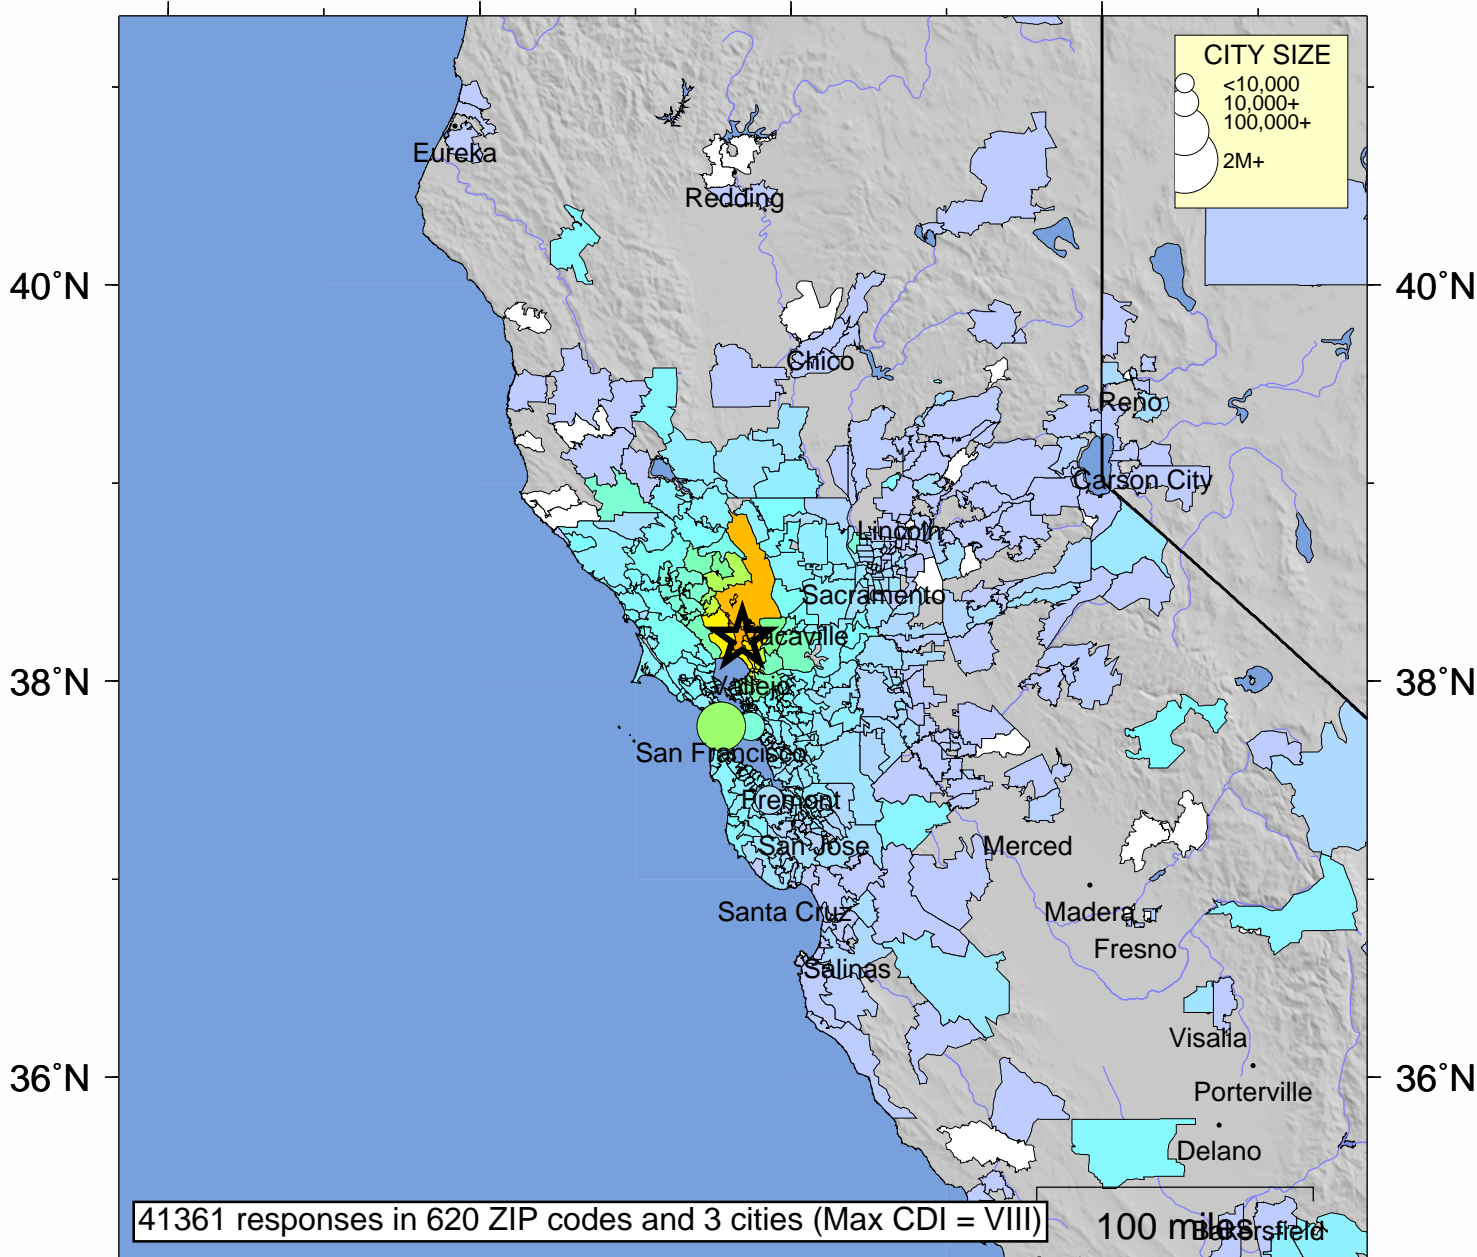 CITY SIZE
<10,000
10,000+
100,000+
2M+
Eureka
Redding
40°N
40°N
Chico
Reno
Carson City
Lincoln
Sacramento
Vacaville
38°N
38°N
Vallejo
San Francisco
Fremont
San Jose
Merced
Santa Cruz
Madera
Fresno
Salinas
Visalia
36°N
36°N
Porterville
Delano
41361 responses in 620 ZIP codes and 3 cities (Max CDI = VIII)
100 miles
Bakersfield